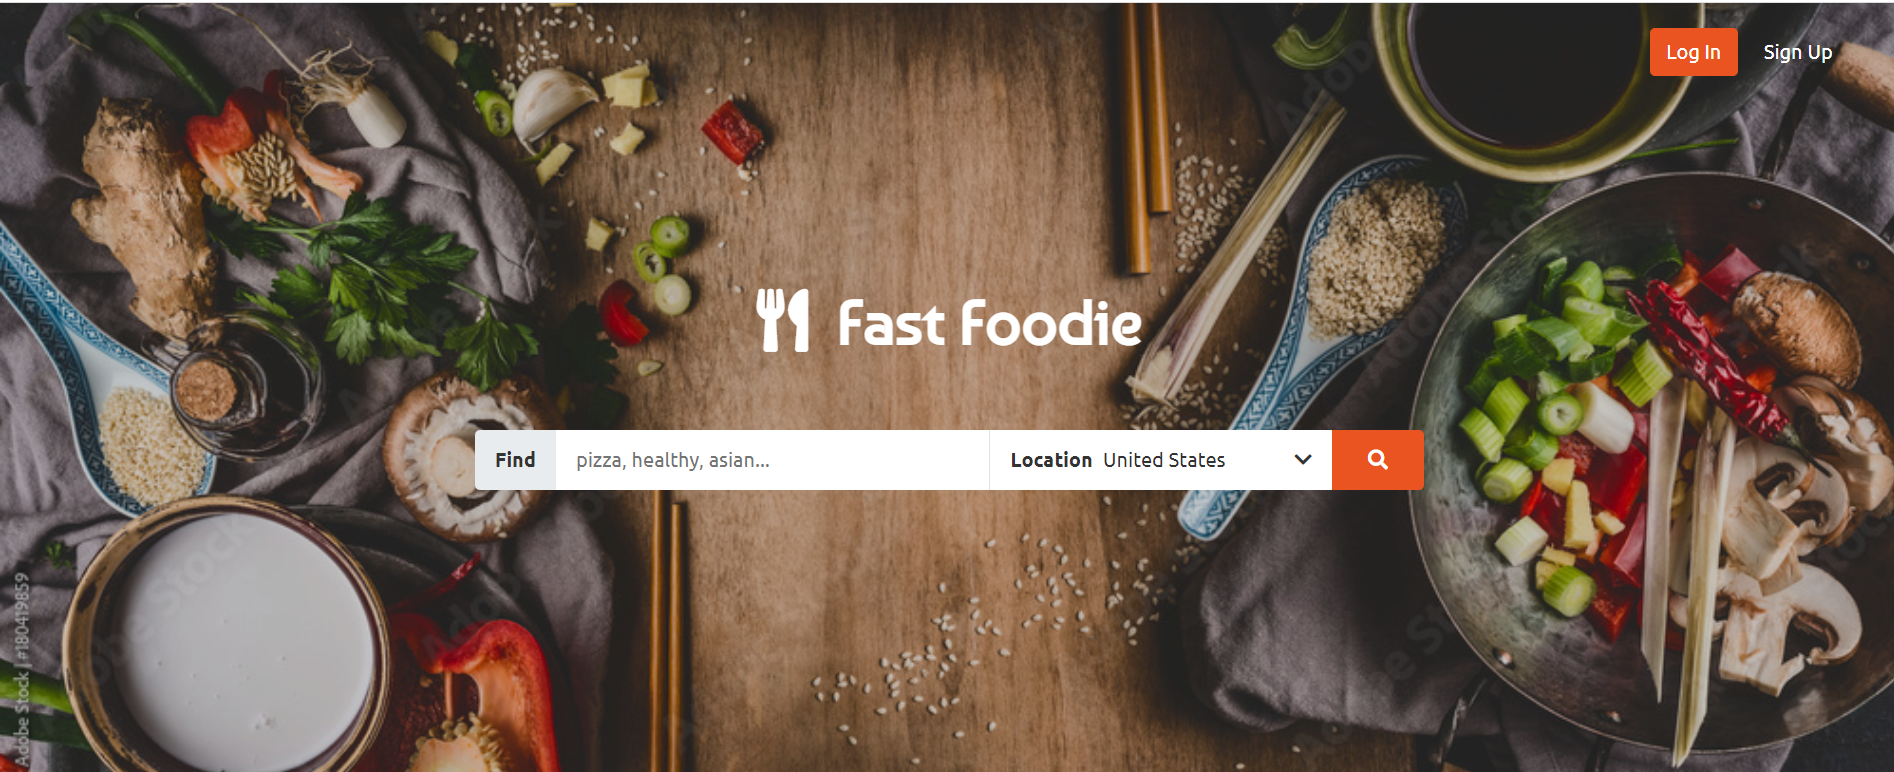 Log In
Sign Up
Fast Foodie
Find
pizza, healthy, asian...
Location United States
Adobe Stock | #180419859